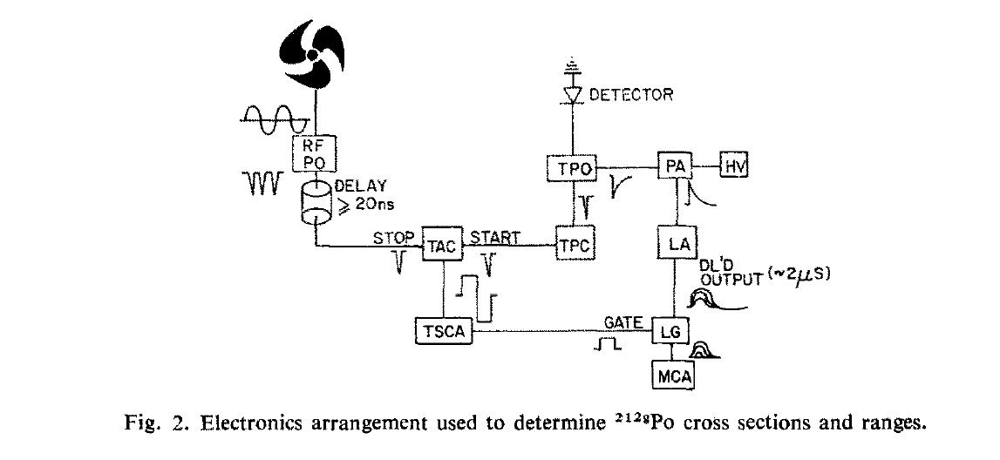 DETECTOR
RF
PO
TPO
PA
HV
DELAY
⩾ 20ns
STOP
TAC
START
TPC
LA
DL'D
OUTPUT (~2μS)
TSCA
GATE
LG
MCA
Fig. 2. Electronics arrangement used to determine ²¹²ᵍPo cross sections and ranges.